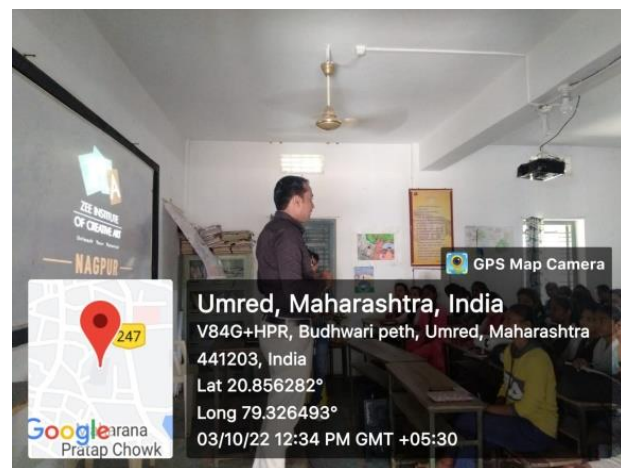 ZEE INSTITUTE
OF CREATIVE ART
NAGPUR
GPS Map Camera
Umred, Maharashtra, India
V84G+HPR, Budhwari peth, Umred, Maharashtra
441203, India
Lat 20.856282°
Long 79.326493°
03/10/22 12:34 PM GMT +05:30
247
Google
arana
Pratap Chowk